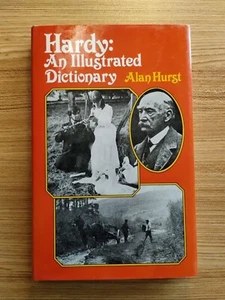 Hardy:
An Illustrated
Dictionary Alan Hurst